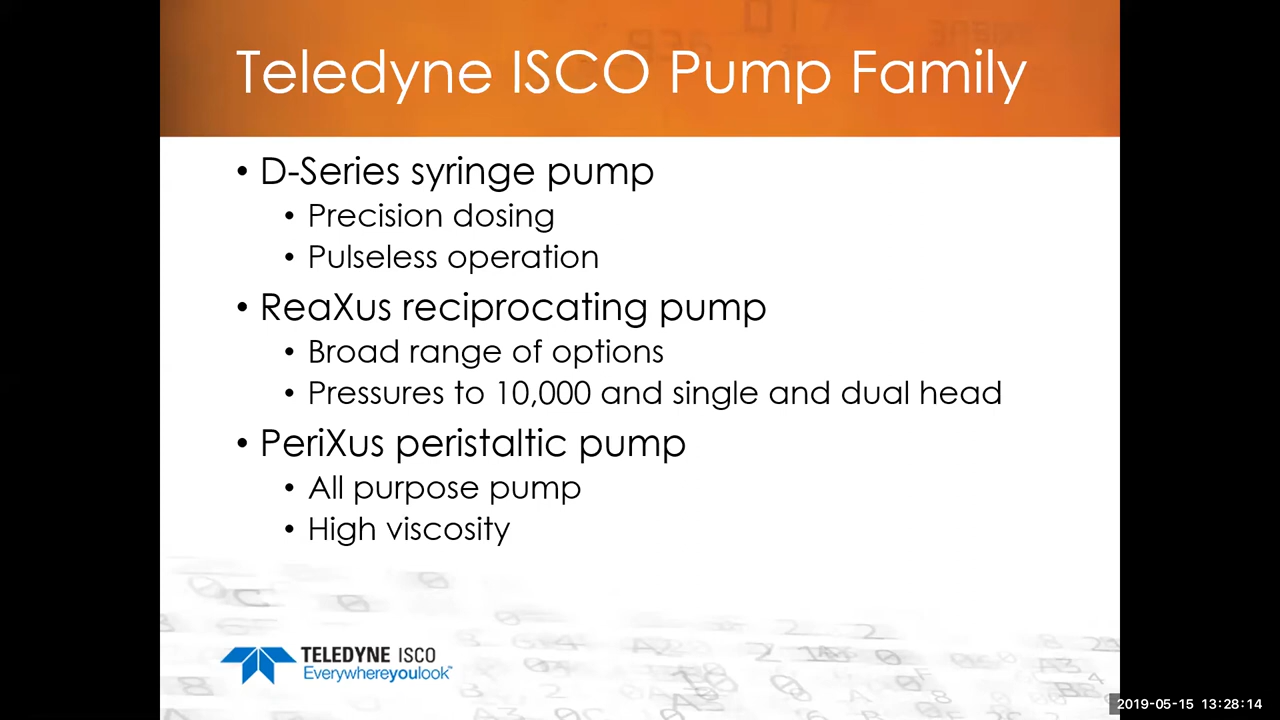 Teledyne ISCO Pump Family
• D-Series syringe pump
• Precision dosing
• Pulseless operation
• ReaXus reciprocating pump
• Broad range of options
• Pressures to 10,000 and single and dual head
• PeriXus peristaltic pump
• All purpose pump
• High viscosity
TELEDYNE ISCO
Everywhereyoulook™
2019-05-15 13:28:14